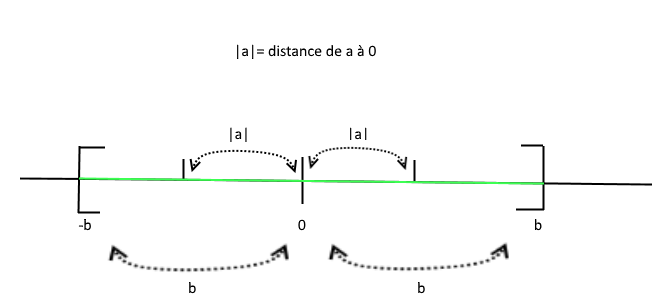 |a|= distance de a à 0
|a| |a|
-b 0 b
b b